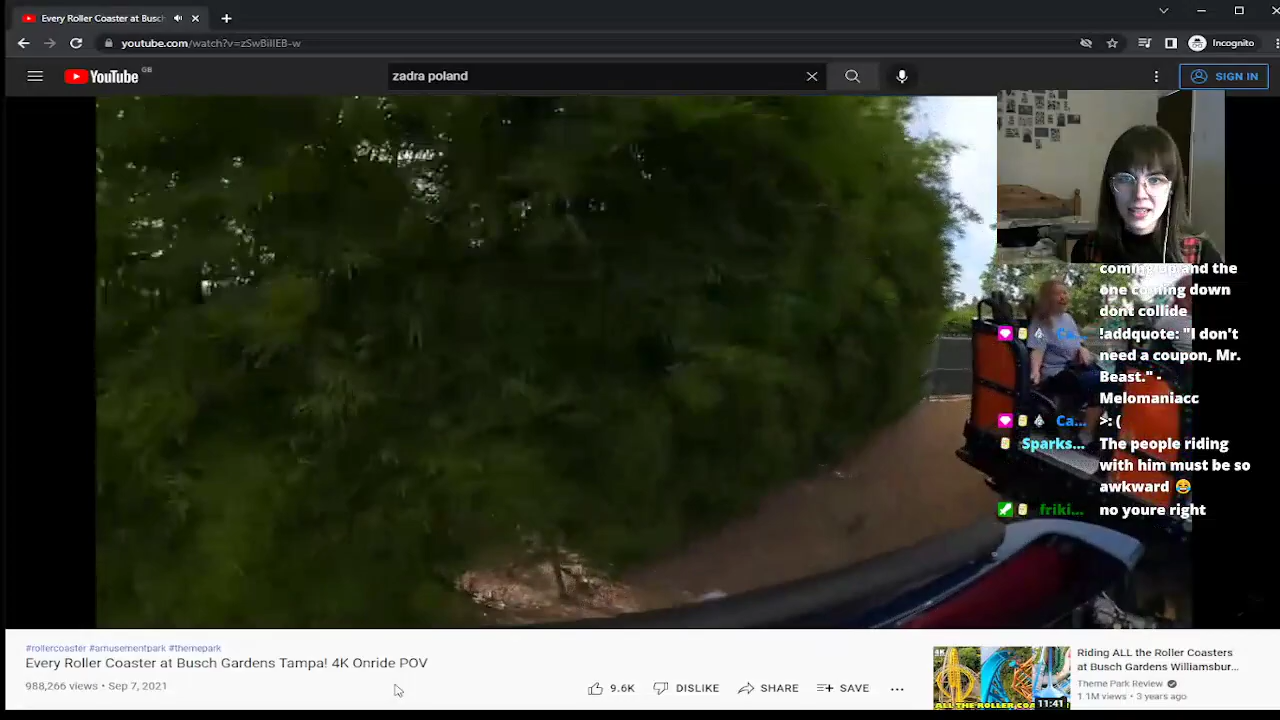 Every Roller Coaster at Busch
youtube.com/watch?v=zSwBillEB-w
Incognito
YouTube GB
zadra poland
SIGN IN
coming up and the
one coming down
dont collide
Ca... !addquote: "I don't
need a coupon, Mr.
Beast." -
Melomaniacc
Ca... >: (
Sparks... The people riding
with him must be so
awkward 😂
friki... no youre right
#rollercoaster #amusementpark #themepark
Every Roller Coaster at Busch Gardens Tampa! 4K Onride POV
988,266 views • Sep 7, 2021
9.6K DISLIKE SHARE SAVE
Riding ALL the Roller Coasters
at Busch Gardens Williamsbur...
Theme Park Review
1.1M views • 3 years ago
11:41